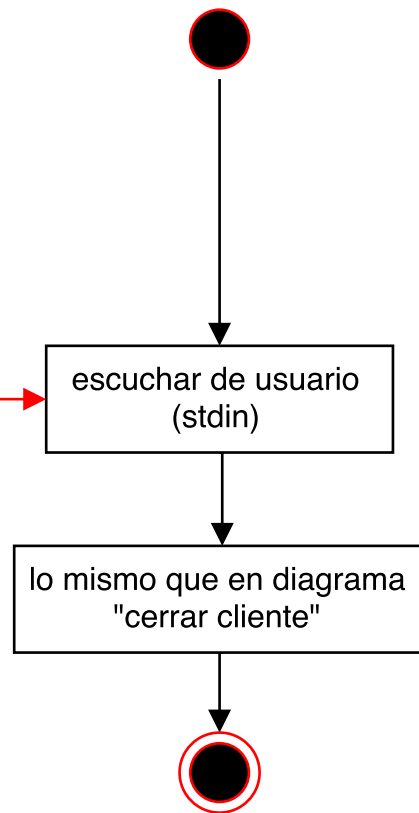 escuchar de usuario
(stdin)
lo mismo que en diagrama
"cerrar cliente"